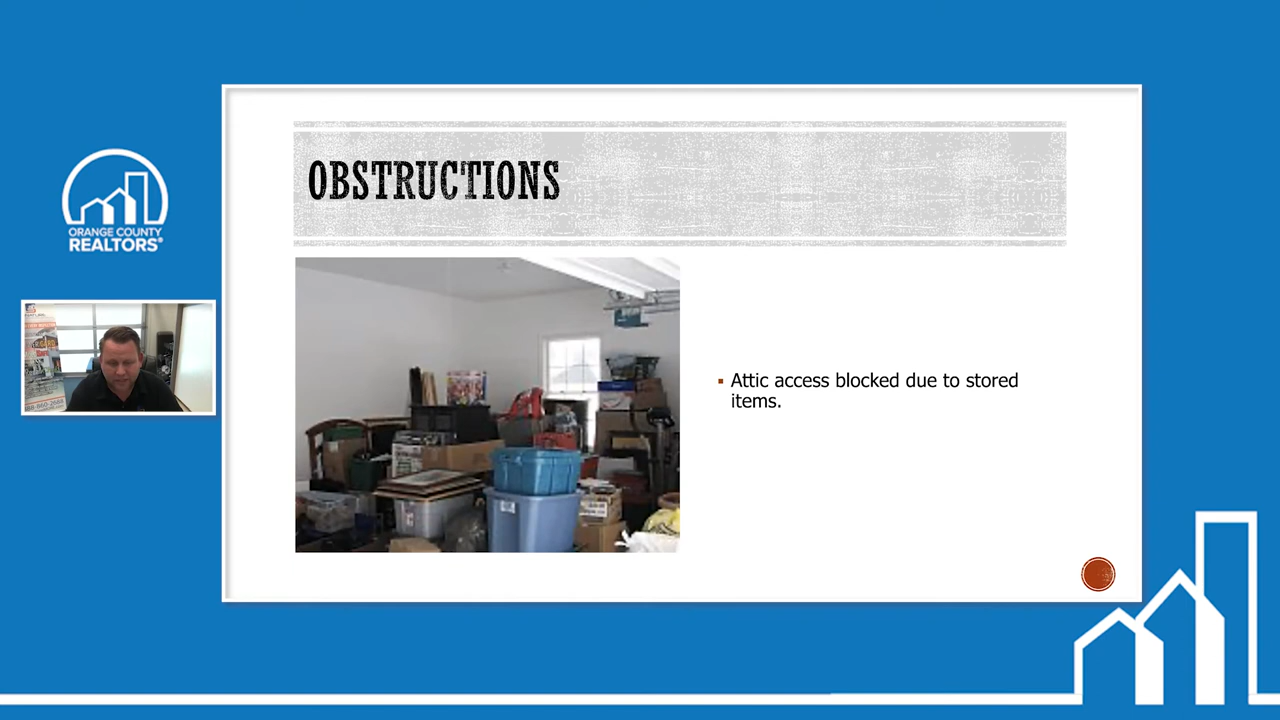 OBSTRUCTIONS
ORANGE COUNTY
REALTORS®
▪ Attic access blocked due to stored
items.